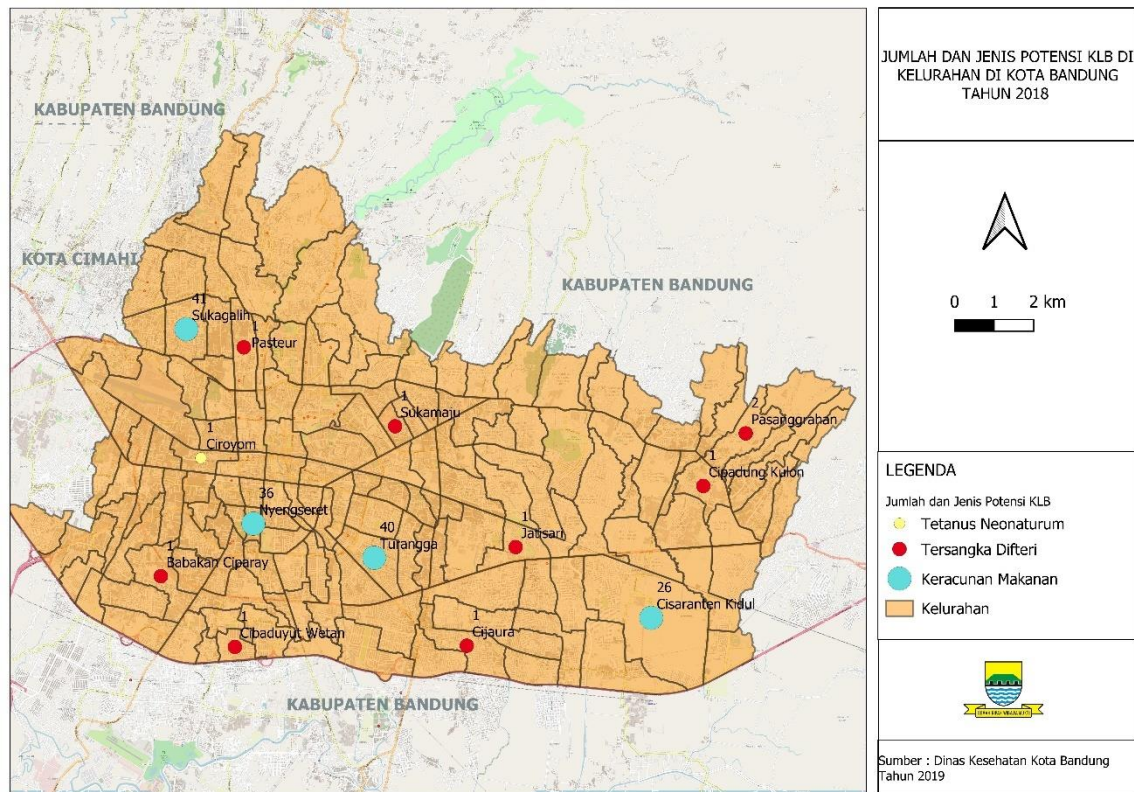 JUMLAH DAN JENIS POTENSI KLB DI
KELURAHAN DI KOTA BANDUNG
TAHUN 2018
KABUPATEN BANDUNG
KOTA CIMAHI
KABUPATEN BANDUNG
41
Sukagalih
1
Pasteur
1
Sukamaju
2
Pasanggrahan
1
Ciroyom
1
Cipadung Kulon
36
Nyengseret
40
Turangga
1
Jatisari
1
Babakan Ciparay
26
Cisaranten Kidul
1
Cibaduyut Wetan
1
Cijaura
KABUPATEN BANDUNG
0 1 2 km
LEGENDA
Jumlah dan Jenis Potensi KLB
Tetanus Neonaturum
Tersangka Difteri
Keracunan Makanan
Kelurahan
Sumber : Dinas Kesehatan Kota Bandung
Tahun 2019